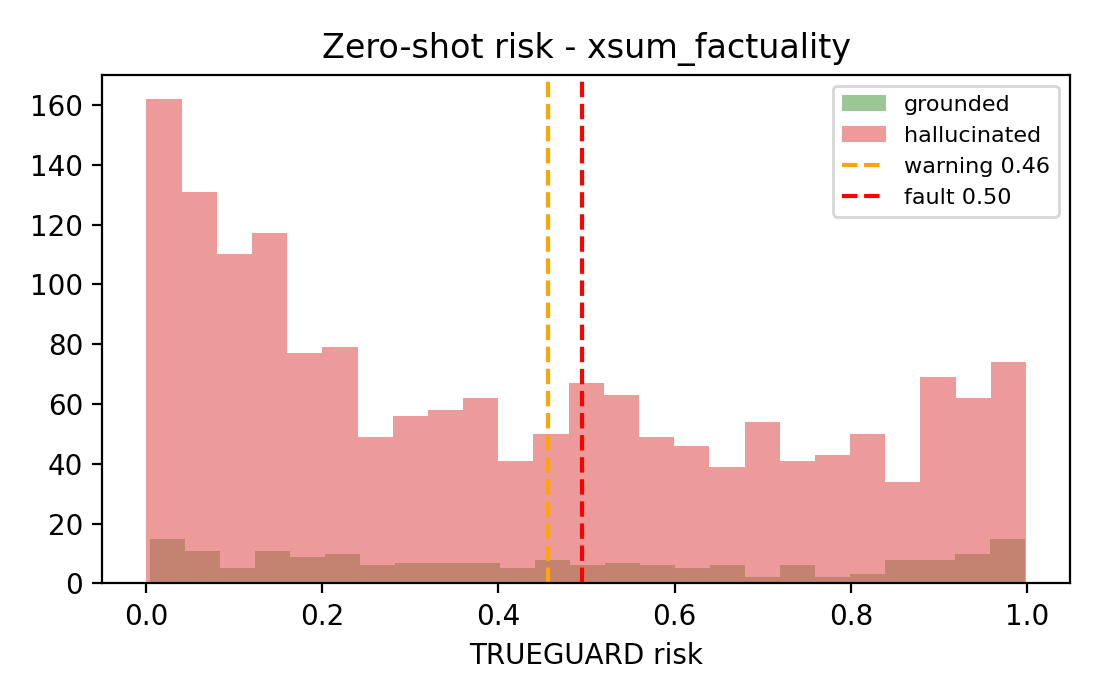 Zero-shot risk - xsum_factuality
grounded
hallucinated
warning 0.46
fault 0.50
160
140
120
100
80
60
40
20
0
0.0 0.2 0.4 0.6 0.8 1.0
TRUEGUARD risk